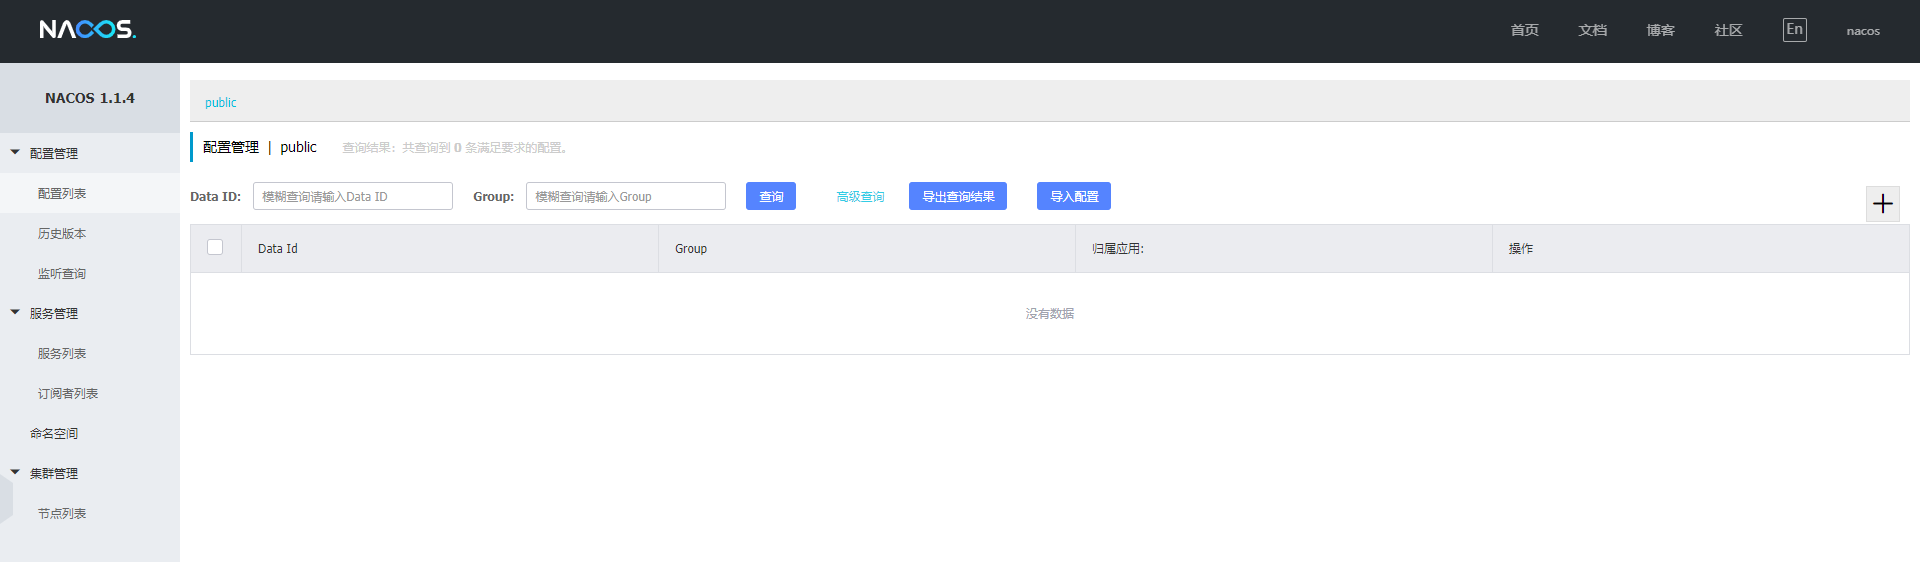 NACOS.
首页 文档 博客 社区 En nacos
NACOS 1.1.4
配置管理
配置列表
历史版本
监听查询
服务管理
服务列表
订阅者列表
命名空间
集群管理
节点列表
public
配置管理 | public 查询结果：共查询到 0 条满足要求的配置。
Data ID: 模糊查询请输入Data ID Group: 模糊查询请输入Group 查询 高级查询 导出查询结果 导入配置
Data Id Group 归属应用: 操作
没有数据